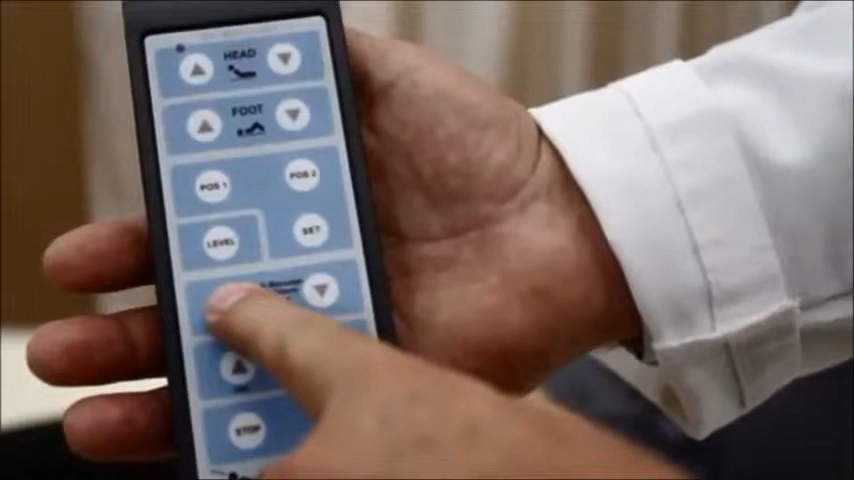 HEAD
FOOT
POS 1
POS 2
LEVEL
SET
STOP